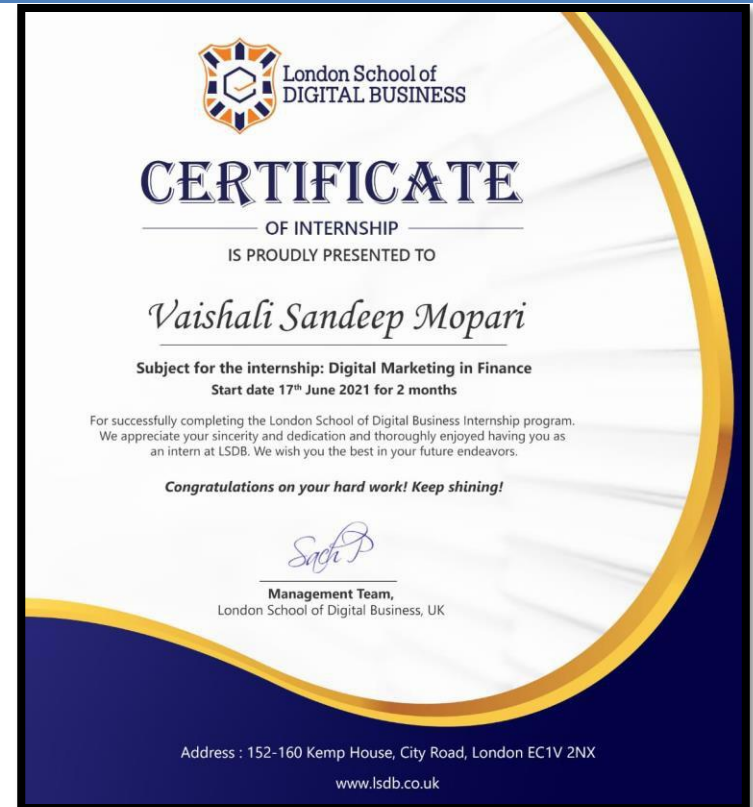 London School of
DIGITAL BUSINESS
CERTIFICATE
OF INTERNSHIP
IS PROUDLY PRESENTED TO
Vaishali Sandeep Mopari
Subject for the internship: Digital Marketing in Finance
Start date 17th June 2021 for 2 months
For successfully completing the London School of Digital Business Internship program.
We appreciate your sincerity and dedication and thoroughly enjoyed having you as
an intern at LSDB. We wish you the best in your future endeavors.
Congratulations on your hard work! Keep shining!
Sach P
Management Team,
London School of Digital Business, UK
Address : 152-160 Kemp House, City Road, London EC1V 2NX
www.lsdb.co.uk